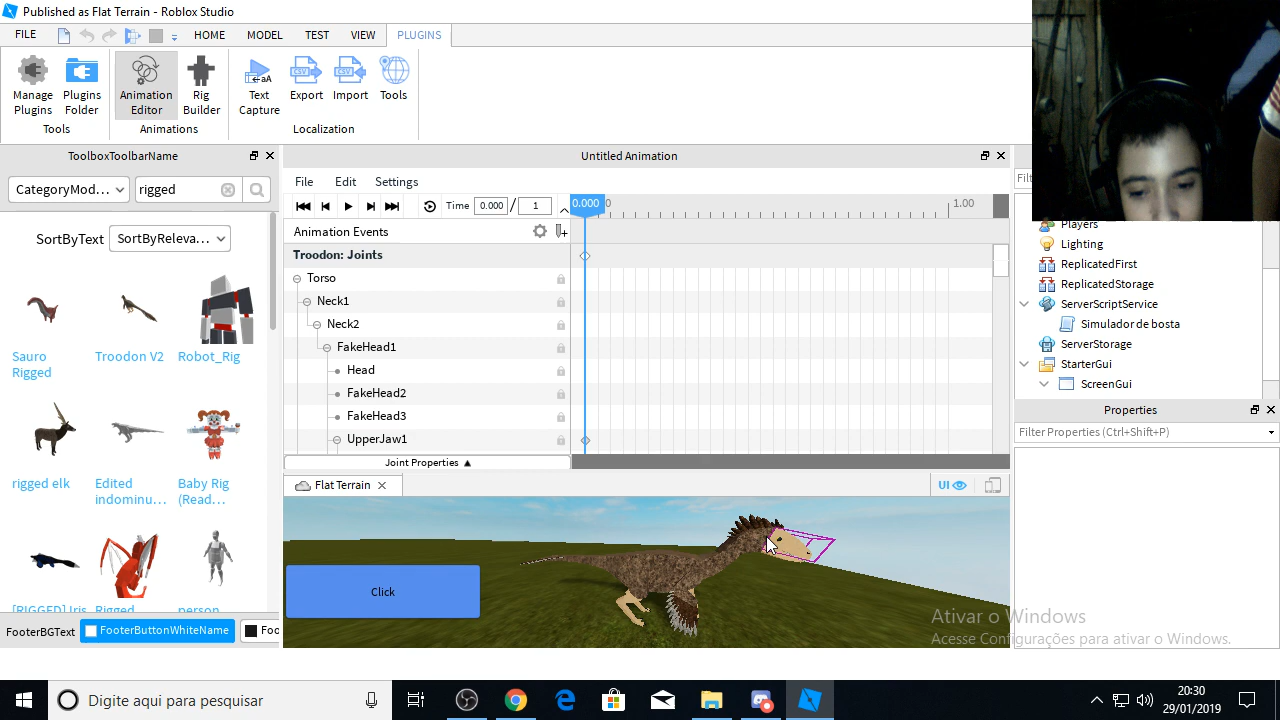 Published as Flat Terrain - Roblox Studio
FILE HOME MODEL TEST VIEW PLUGINS
Manage Plugins
Plugins Folder
Tools
Animation Editor
Rig Builder
Animations
Text Capture
Export
Import
Tools
Localization
ToolboxToolbarName
CategoryMod...
rigged
SortByText
SortByReleva...
Sauro Rigged
Troodon V2
Robot_Rig
rigged elk
Edited indominu...
Baby Rig (Read...
[RIGGED] Iris
Rigged
person
FooterBGText
FooterButtonWhiteName
Foo
Untitled Animation
File Edit Settings
Time 0.000 / 1
0.000
0
1.00
Animation Events
Troodon: Joints
Torso
Neck1
Neck2
FakeHead1
Head
FakeHead2
FakeHead3
UpperJaw1
Joint Properties ▲
Flat Terrain
UI
Click
Filt
Players
Lighting
ReplicatedFirst
ReplicatedStorage
ServerScriptService
Simulador de bosta
ServerStorage
StarterGui
ScreenGui
Properties
Filter Properties (Ctrl+Shift+P)
Ativar o Windows
Acesse Configurações para ativar o Windows.
Digite aqui para pesquisar
20:30
29/01/2019